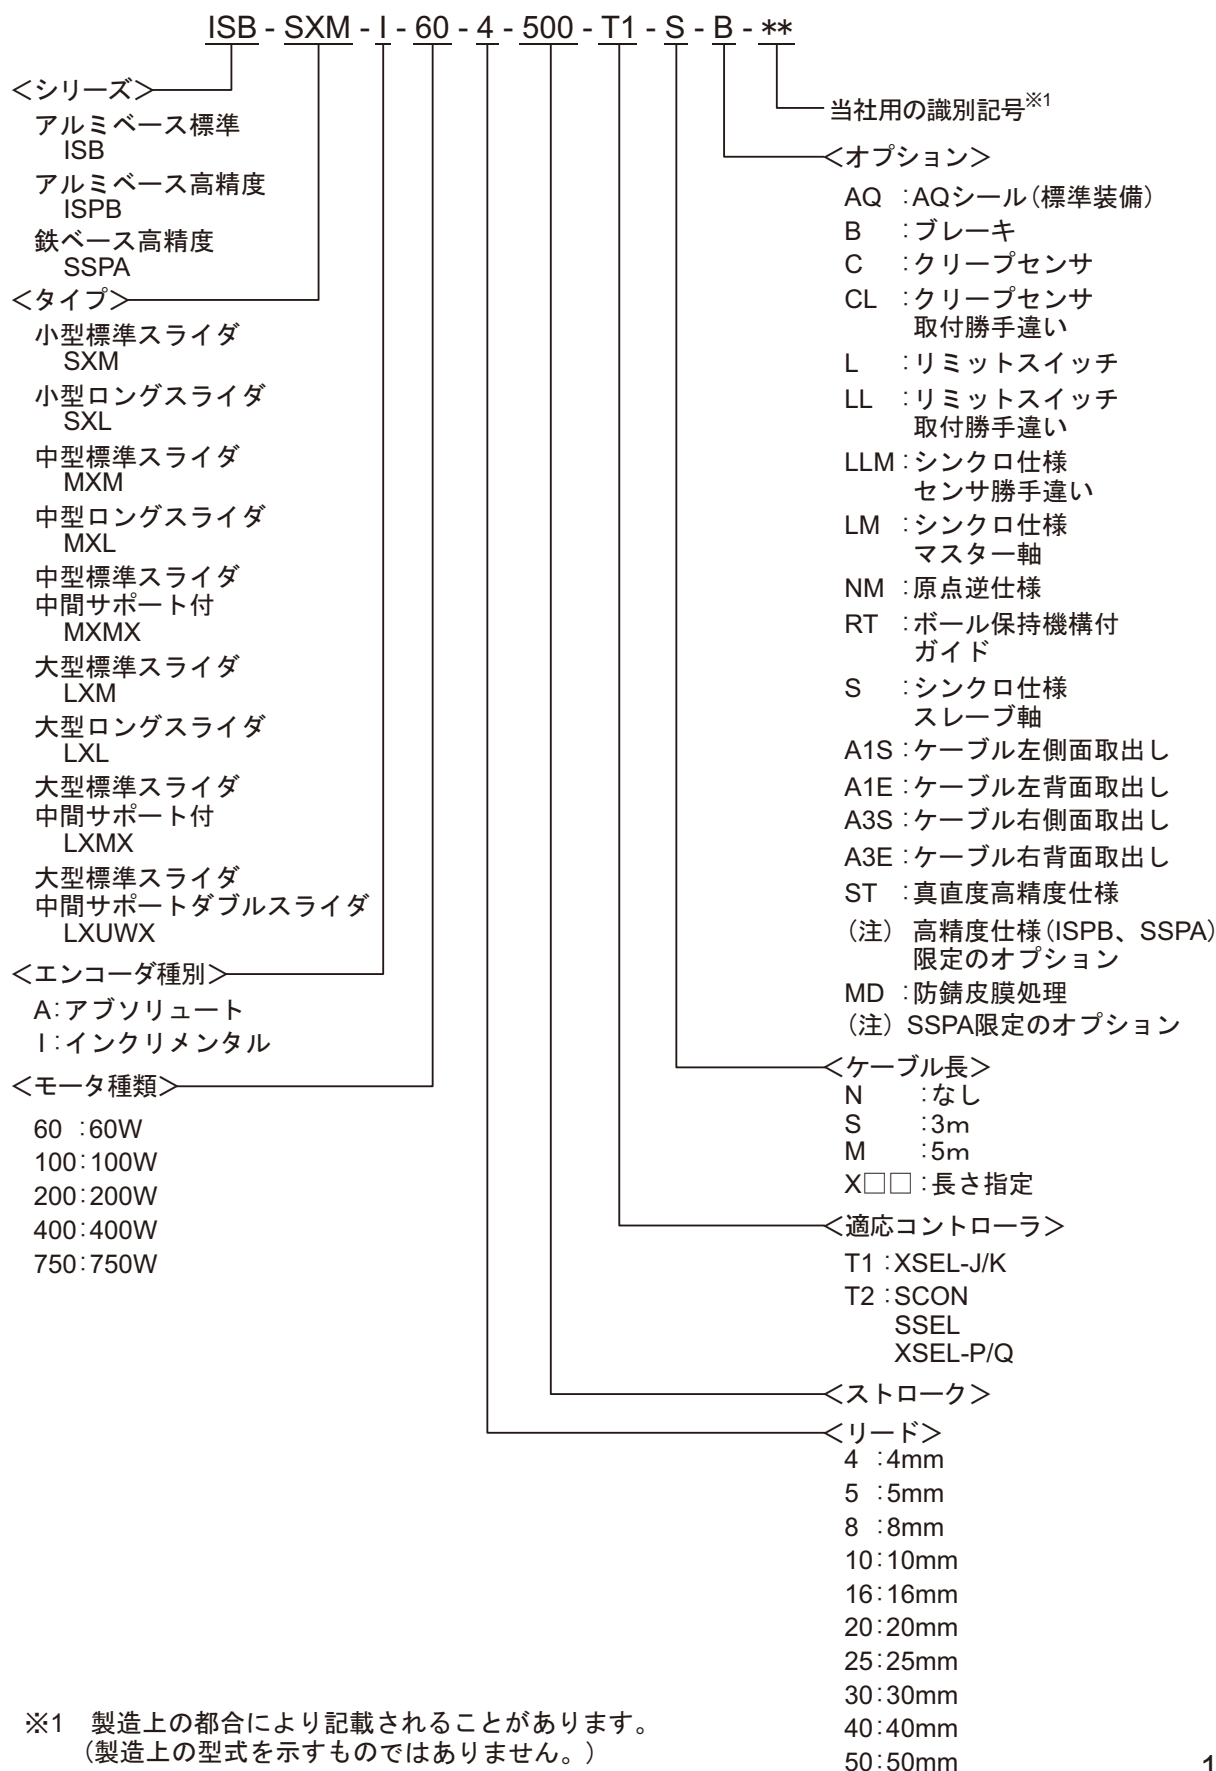 ISB - SXM - I - 60 - 4 - 500 - T1 - S - B - **
＜シリーズ＞
アルミベース標準
ISB
アルミベース高精度
ISPB
鉄ベース高精度
SSPA
＜タイプ＞
小型標準スライダ
SXM
小型ロングスライダ
SXL
中型標準スライダ
MXM
中型ロングスライダ
MXL
中型標準スライダ
中間サポート付
MXMX
大型標準スライダ
LXM
大型ロングスライダ
LXL
大型標準スライダ
中間サポート付
LXMX
大型標準スライダ
中間サポートダブルスライダ
LXUWX
＜エンコーダ種別＞
A：アブソリュート
I：インクリメンタル
＜モータ種類＞
60 ：60W
100：100W
200：200W
400：400W
750：750W
当社用の識別記号※1
＜オプション＞
AQ ：AQシール（標準装備）
B ：ブレーキ
C ：クリープセンサ
CL ：クリープセンサ
取付勝手違い
L ：リミットスイッチ
LL ：リミットスイッチ
取付勝手違い
LLM：シンクロ仕様
センサ勝手違い
LM ：シンクロ仕様
マスター軸
NM ：原点逆仕様
RT ：ボール保持機構付
ガイド
S ：シンクロ仕様
スレーブ軸
A1S：ケーブル左側面取出し
A1E：ケーブル左背面取出し
A3S：ケーブル右側面取出し
A3E：ケーブル右背面取出し
ST ：真直度高精度仕様
（注） 高精度仕様（ISPB、SSPA）
限定のオプション
MD ：防錆皮膜処理
（注） SSPA限定のオプション
＜ケーブル長＞
N ：なし
S ：3m
M ：5m
X□□：長さ指定
＜適応コントローラ＞
T1：XSEL-J/K
T2：SCON
SSEL
XSEL-P/Q
＜ストローク＞
＜リード＞
4 ：4mm
5 ：5mm
8 ：8mm
10：10mm
16：16mm
20：20mm
25：25mm
30：30mm
40：40mm
50：50mm
※1 製造上の都合により記載されることがあります。
（製造上の型式を示すものではありません。）
1